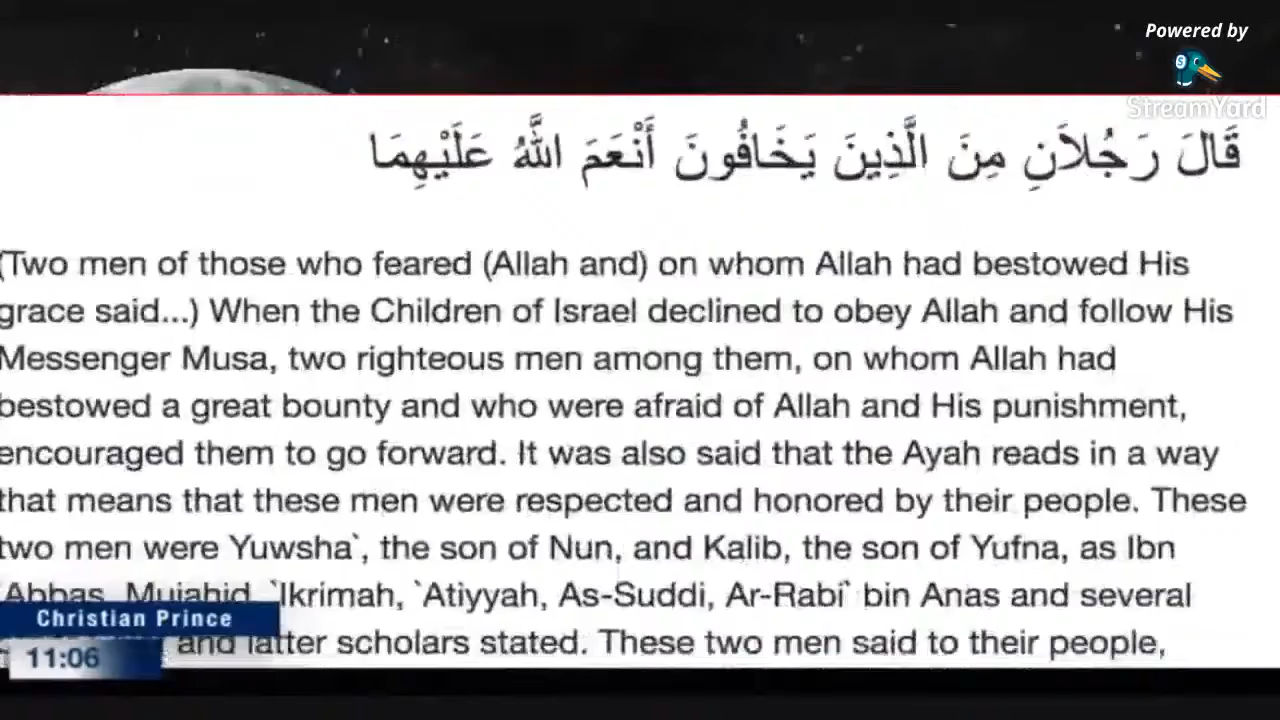 Powered by
StreamYard
قَالَ رَجُلاَنِ مِنَ الَّذِينَ يَخَافُونَ أَنْعَمَ اللَّهُ عَلَيْهِمَا
(Two men of those who feared (Allah and) on whom Allah had bestowed His
grace said...) When the Children of Israel declined to obey Allah and follow His
Messenger Musa, two righteous men among them, on whom Allah had
bestowed a great bounty and who were afraid of Allah and His punishment,
encouraged them to go forward. It was also said that the Ayah reads in a way
that means that these men were respected and honored by their people. These
two men were Yuwsha`, the son of Nun, and Kalib, the son of Yufna, as Ibn
`Abbas, Mujahid, `Ikrimah, `Atiyyah, As-Suddi, Ar-Rabi` bin Anas and several
and latter scholars stated. These two men said to their people,
Christian Prince
11:06